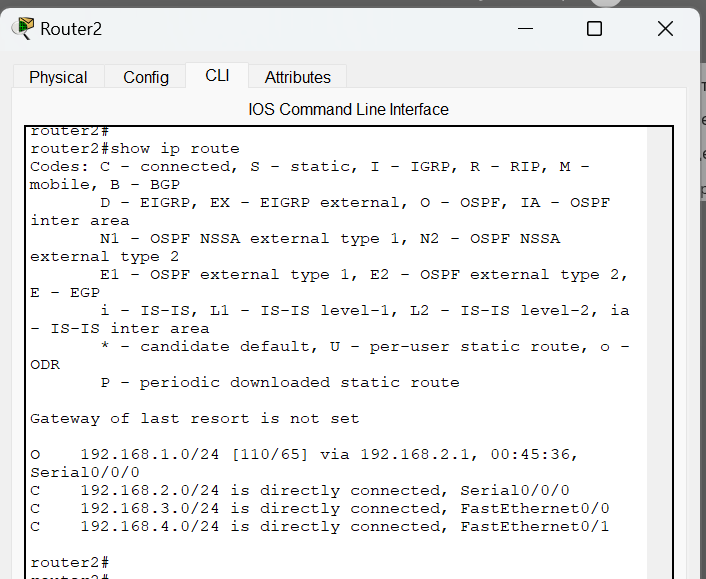 Router2
Physical Config CLI Attributes
IOS Command Line Interface
router2#
router2#show ip route
Codes: C - connected, S - static, I - IGRP, R - RIP, M -
mobile, B - BGP
       D - EIGRP, EX - EIGRP external, O - OSPF, IA - OSPF
inter area
       N1 - OSPF NSSA external type 1, N2 - OSPF NSSA
external type 2
       E1 - OSPF external type 1, E2 - OSPF external type 2,
E - EGP
       i - IS-IS, L1 - IS-IS level-1, L2 - IS-IS level-2, ia
- IS-IS inter area
       * - candidate default, U - per-user static route, o -
ODR
       P - periodic downloaded static route
Gateway of last resort is not set
O    192.168.1.0/24 [110/65] via 192.168.2.1, 00:45:36,
Serial0/0/0
C    192.168.2.0/24 is directly connected, Serial0/0/0
C    192.168.3.0/24 is directly connected, FastEthernet0/0
C    192.168.4.0/24 is directly connected, FastEthernet0/1
router2#
router2#